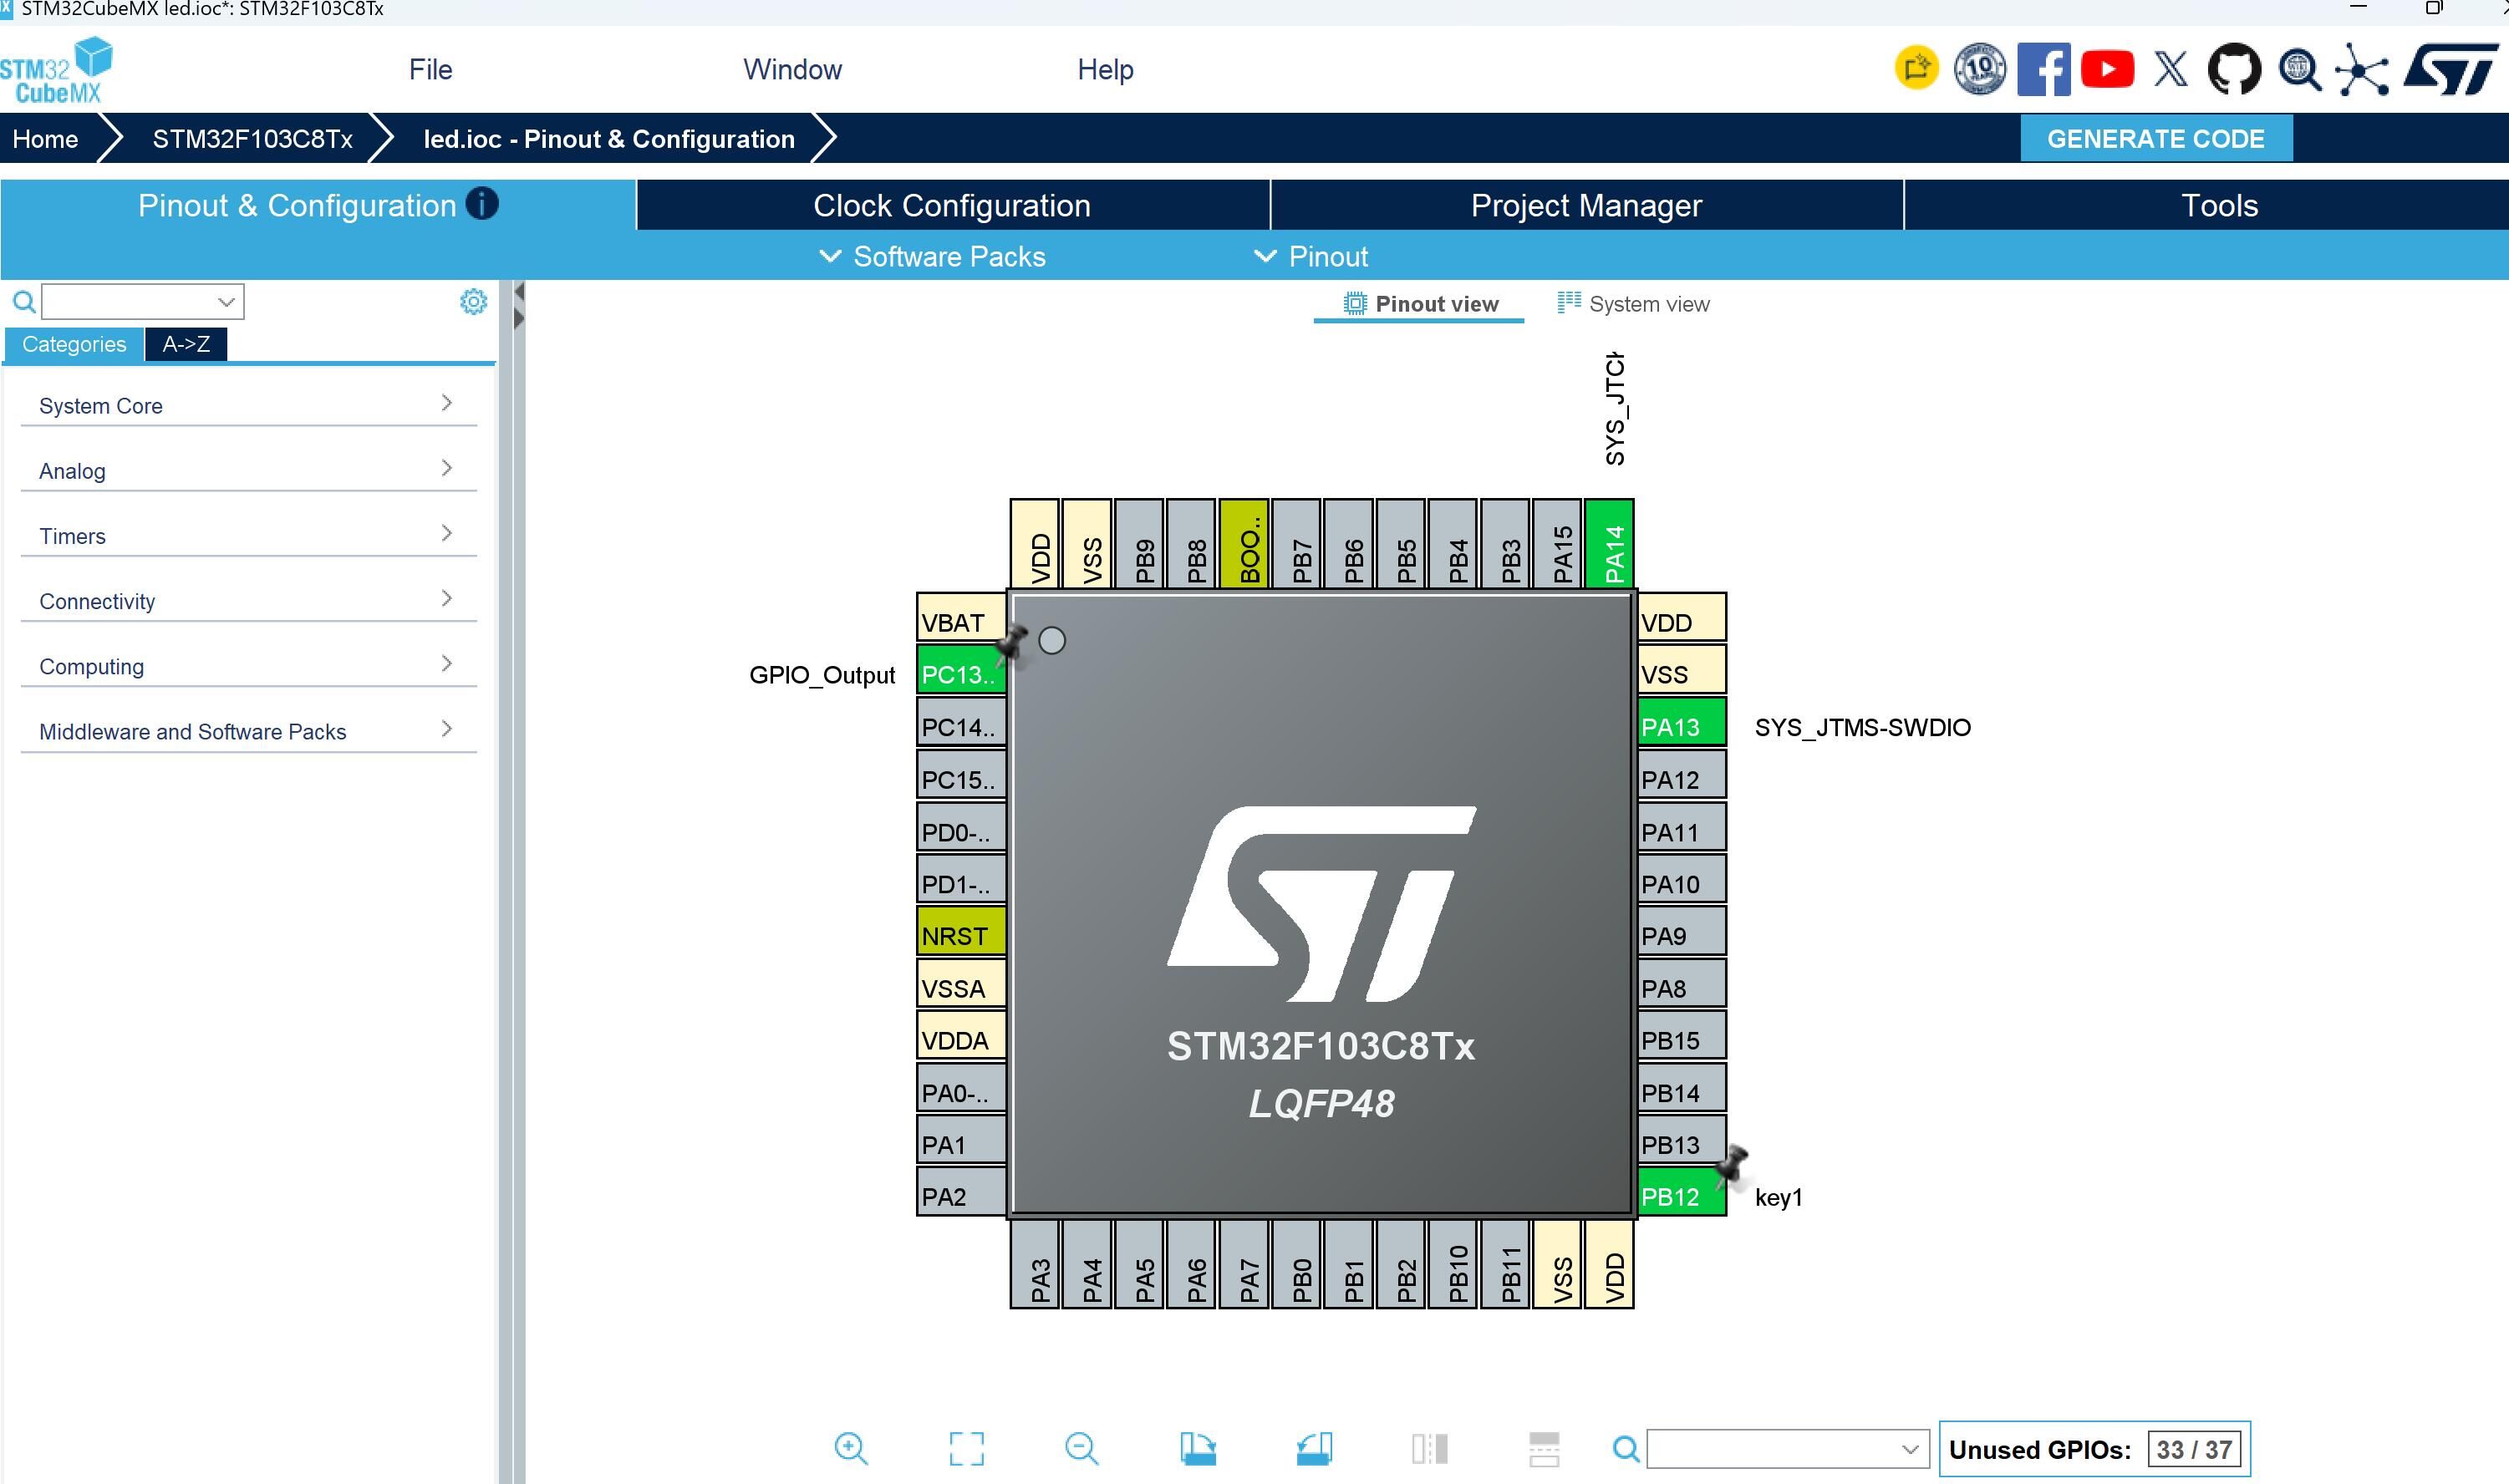 STM32CubeMX led.ioc*: STM32F103C8Tx
STM32
CubeMX
File
Window
Help
10
Home
STM32F103C8Tx
led.ioc - Pinout & Configuration
GENERATE CODE
Pinout & Configuration
Clock Configuration
Project Manager
Tools
Software Packs
Pinout
Pinout view
System view
Categories
A->Z
System Core
Analog
Timers
Connectivity
Computing
Middleware and Software Packs
SYS_JTC
VDD
VSS
PB9
PB8
BOO..
PB7
PB6
PB5
PB4
PB3
PA15
PA14
VBAT
GPIO_Output
PC13..
PC14..
PC15..
PD0-..
PD1-..
NRST
VSSA
VDDA
PA0-..
PA1
PA2
VDD
VSS
PA13
SYS_JTMS-SWDIO
PA12
PA11
PA10
PA9
PA8
PB15
PB14
PB13
PB12
key1
STM32F103C8Tx
LQFP48
PA3
PA4
PA5
PA6
PA7
PB0
PB1
PB2
PB10
PB11
VSS
VDD
Unused GPIOs: 33 / 37